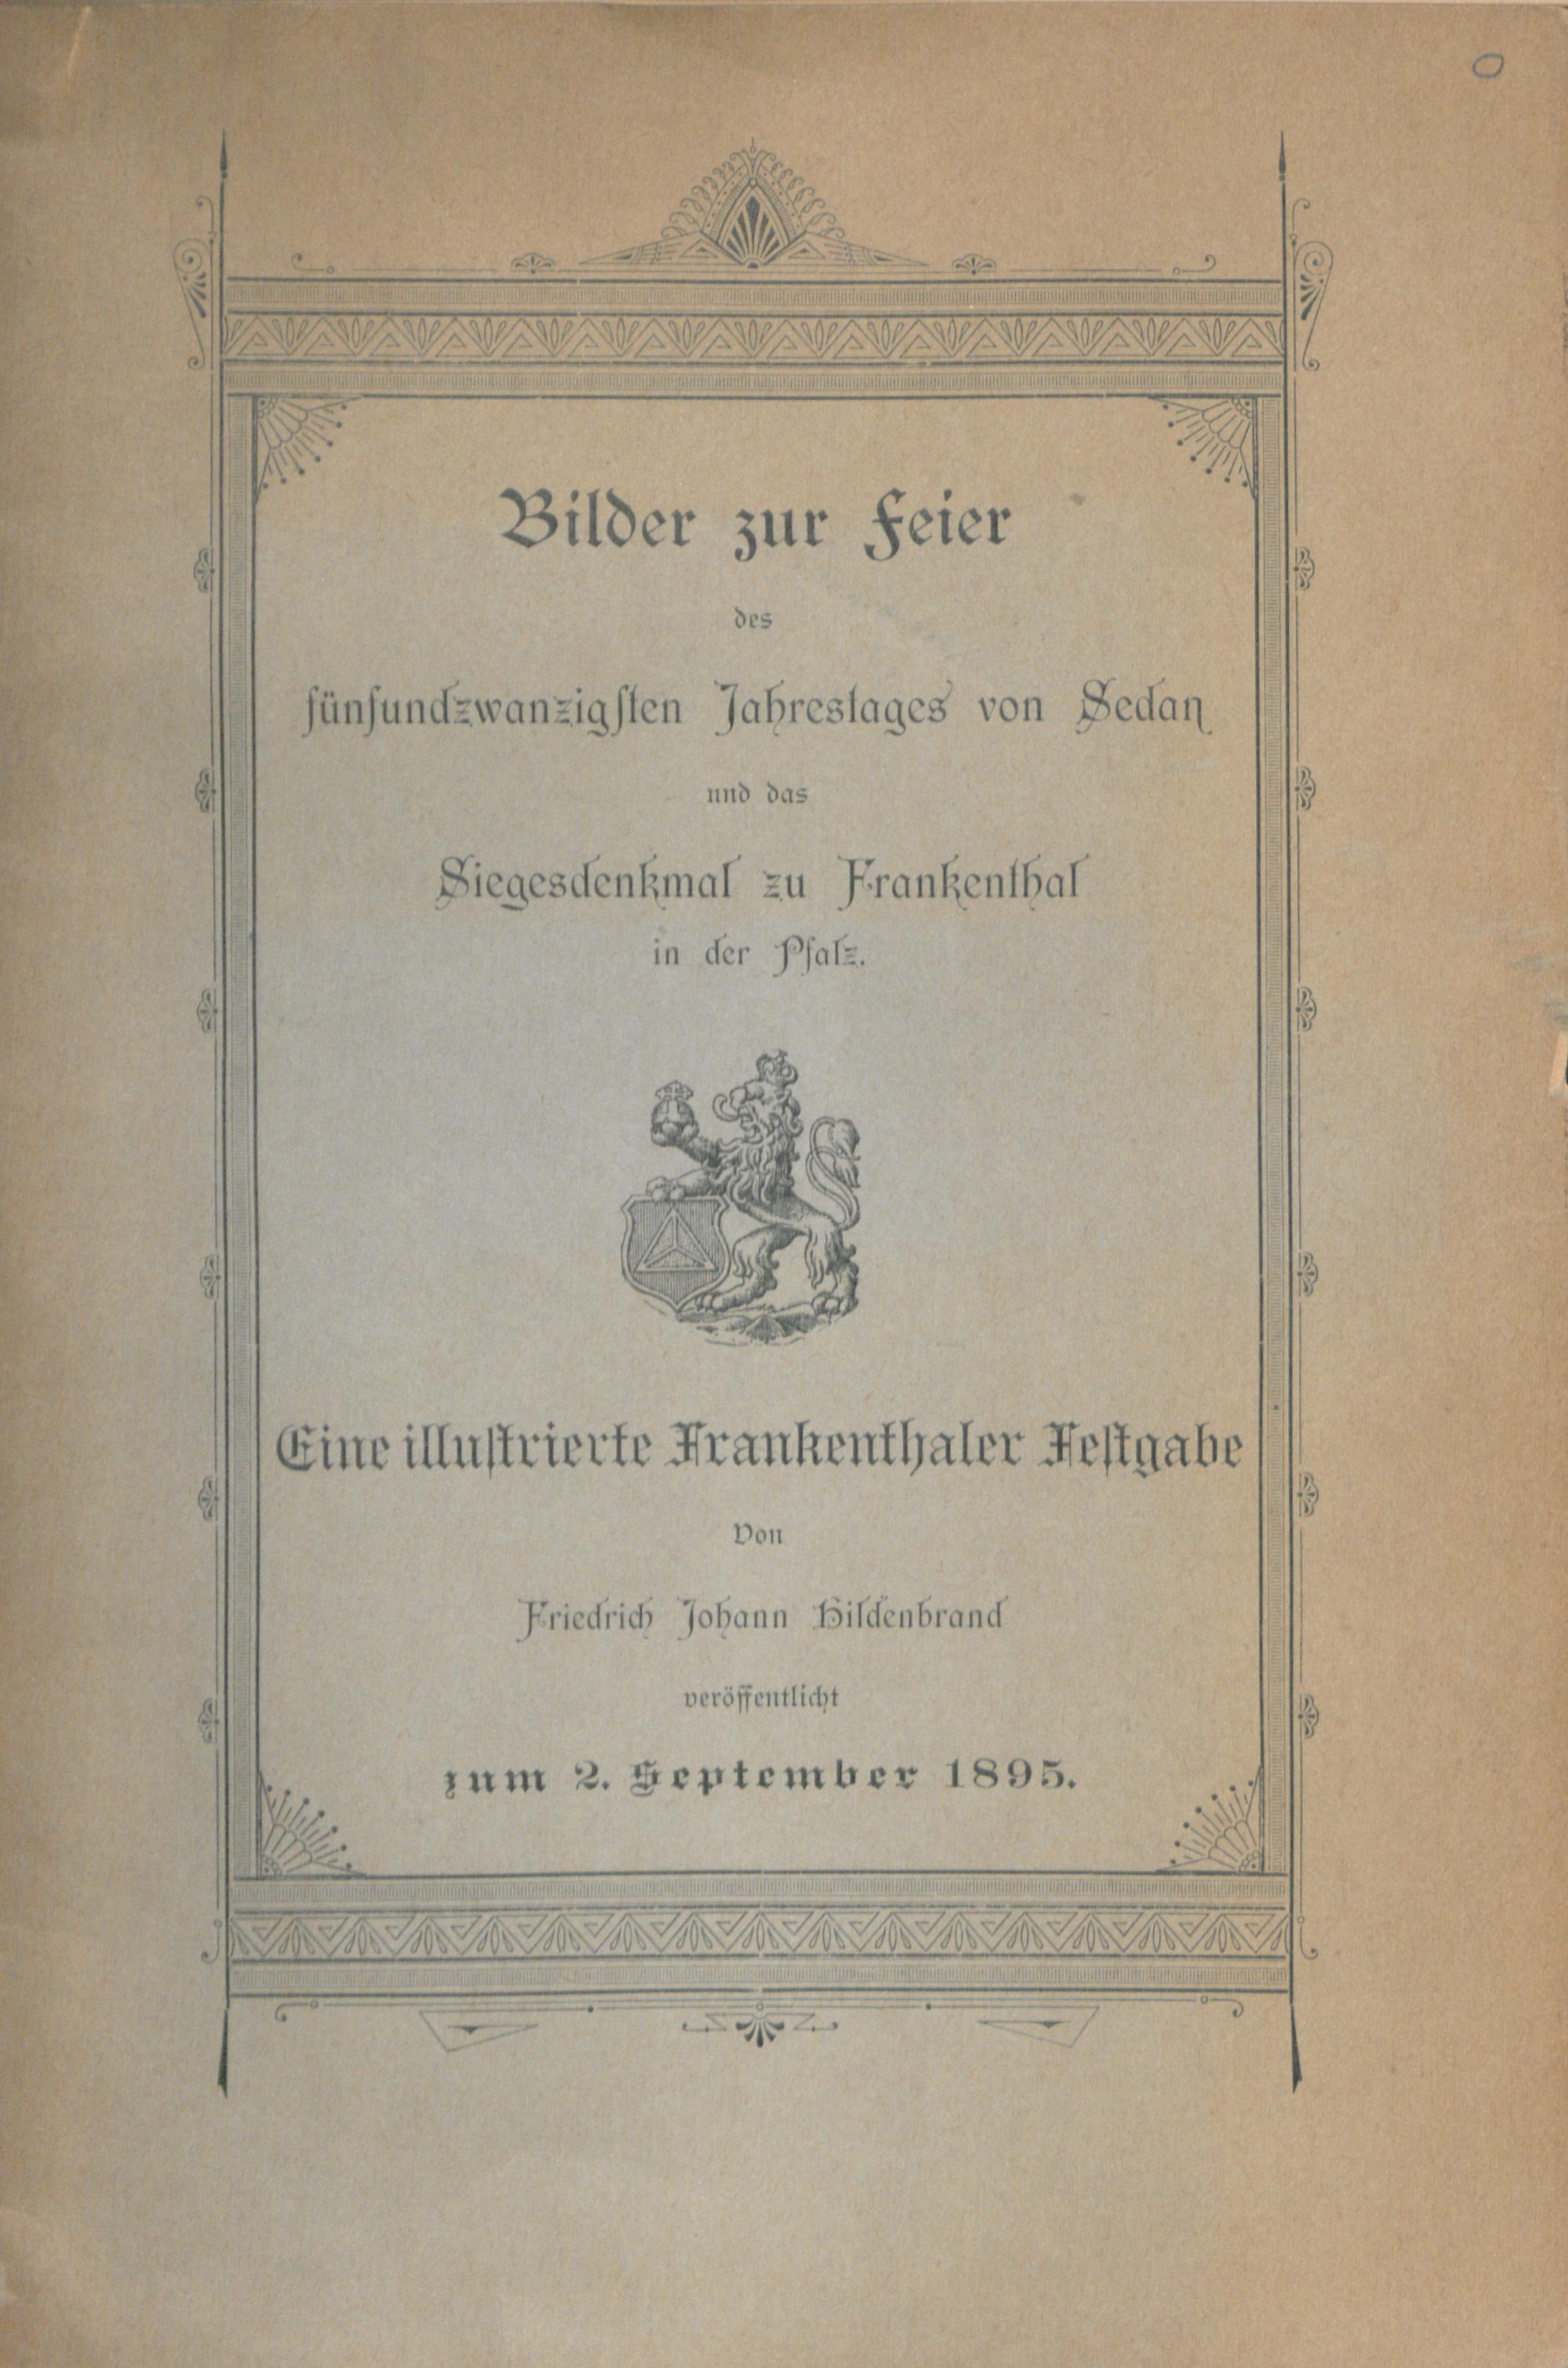 Bilder zur Feier
des
fünfundzwanzigsten Jahrestages von Sedan
und das
Siegesdenkmal zu Frankenthal
in der Pfalz.
Eine illustrierte Frankenthaler Festgabe
Von
Friedrich Johann Hildenbrand
veröffentlicht
zum 2. September 1895.